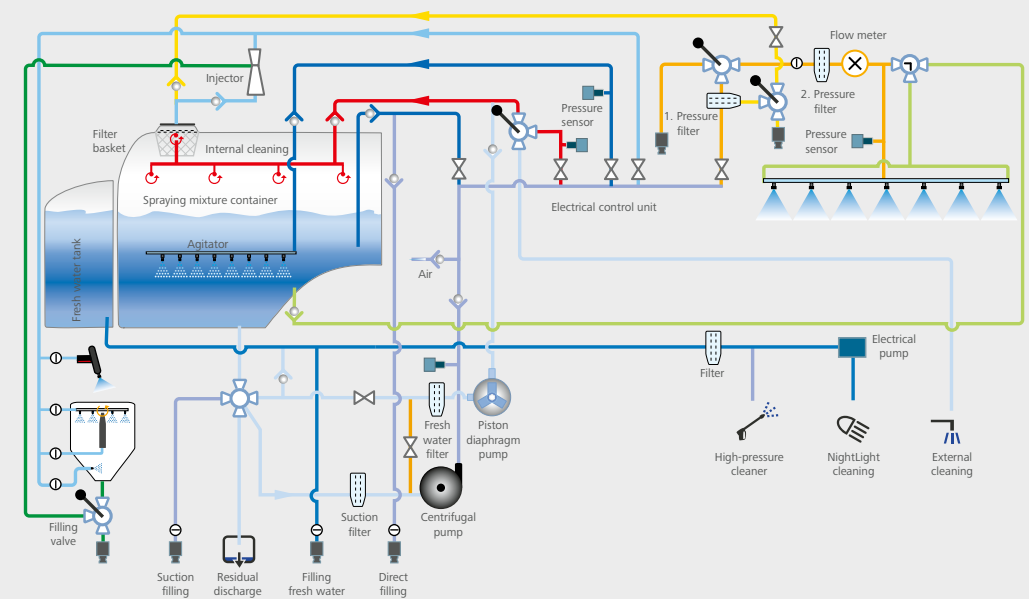 Flow meter
Injector
2. Pressure
filter
Pressure
sensor
1. Pressure
filter
Filter
basket
Internal cleaning
Pressure
sensor
Spraying mixture container
Electrical control unit
Agitator
Fresh water tank
Air
Electrical
pump
Filter
Fresh
water
filter
Piston
diaphragm
pump
High-pressure
cleaner
NightLight
cleaning
External
cleaning
Suction
filter
Centrifugal
pump
Filling
valve
Suction
filling
Residual
discharge
Filling
fresh water
Direct
filling